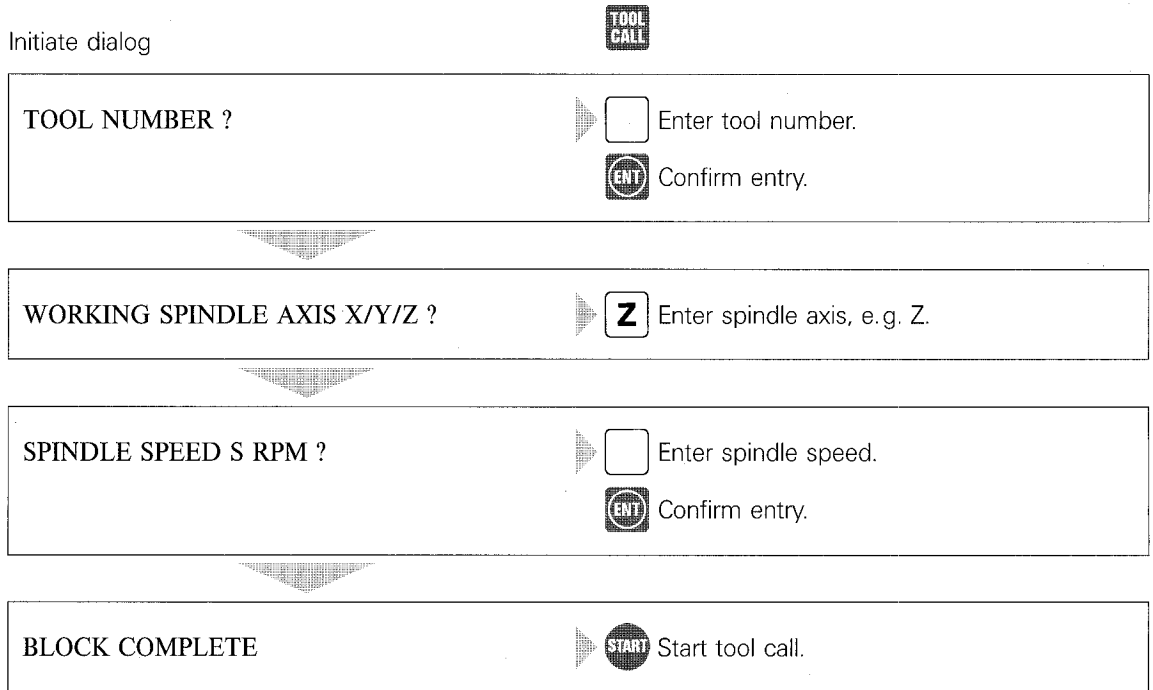 Initiate dialog TOOL CALL
TOOL NUMBER ? Enter tool number.
ENT Confirm entry.
WORKING SPINDLE AXIS X/Y/Z ? Z Enter spindle axis, e.g. Z.
SPINDLE SPEED S RPM ? Enter spindle speed.
ENT Confirm entry.
BLOCK COMPLETE START Start tool call.